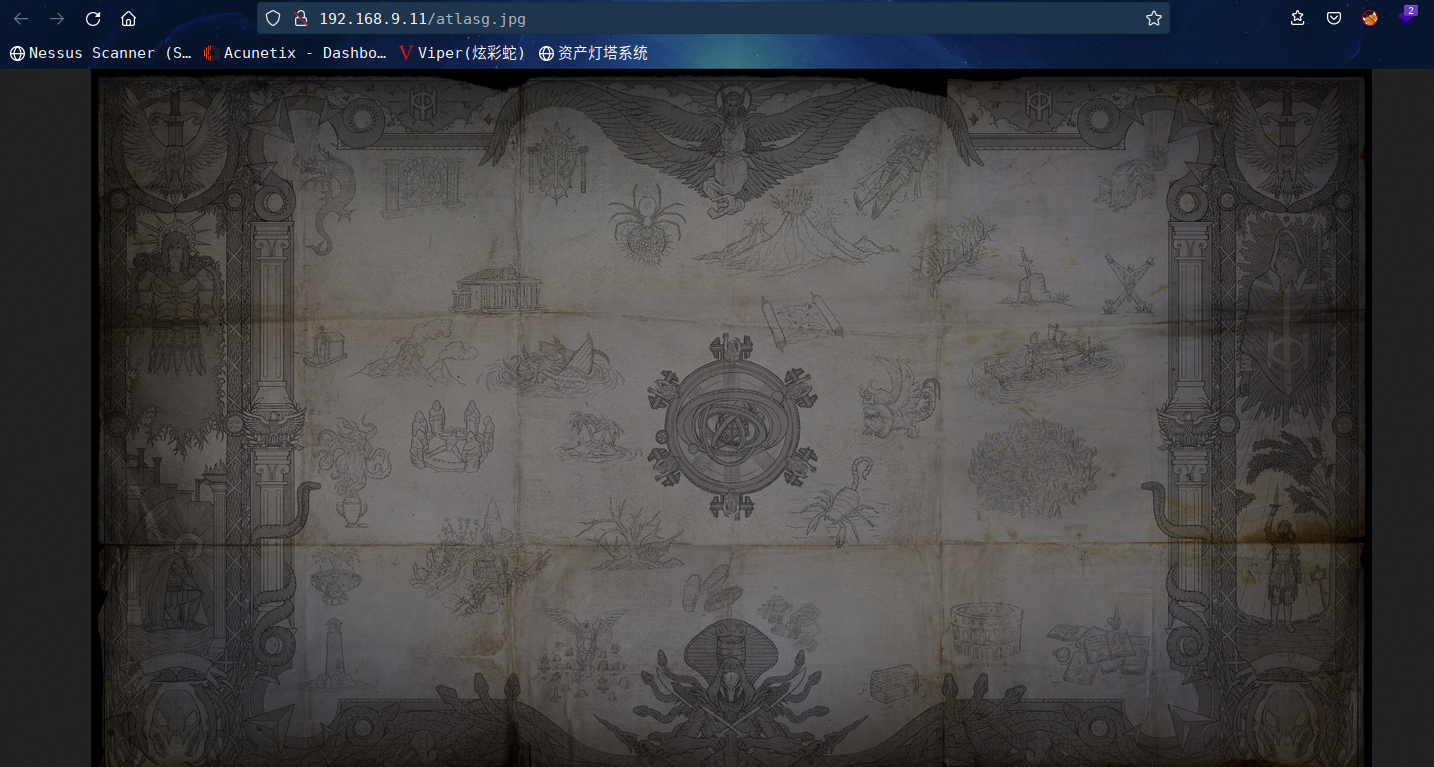 192.168.9.11/atlasg.jpg
2
Nessus Scanner (S… Acunetix - Dashbo… Viper(炫彩蛇) 资产灯塔系统